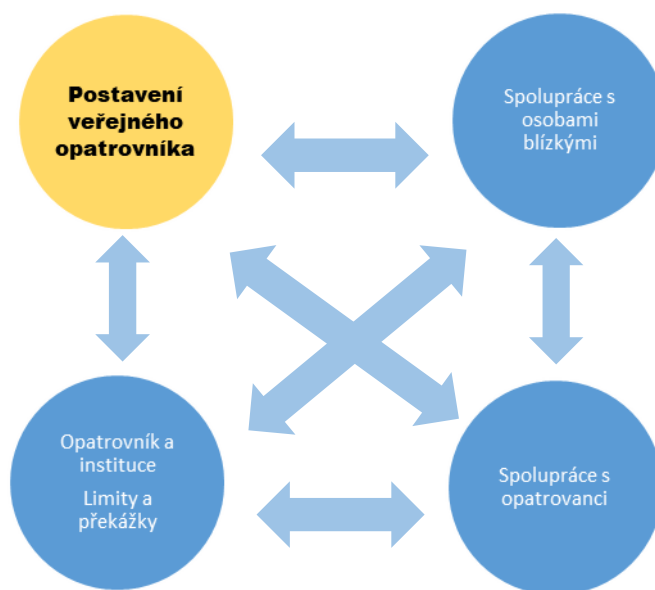 Postavení
veřejného
opatrovníka
Spolupráce s
osobami
blízkými
Opatrovník a
instituce
Limity a
překážky
Spolupráce s
opatrovanci